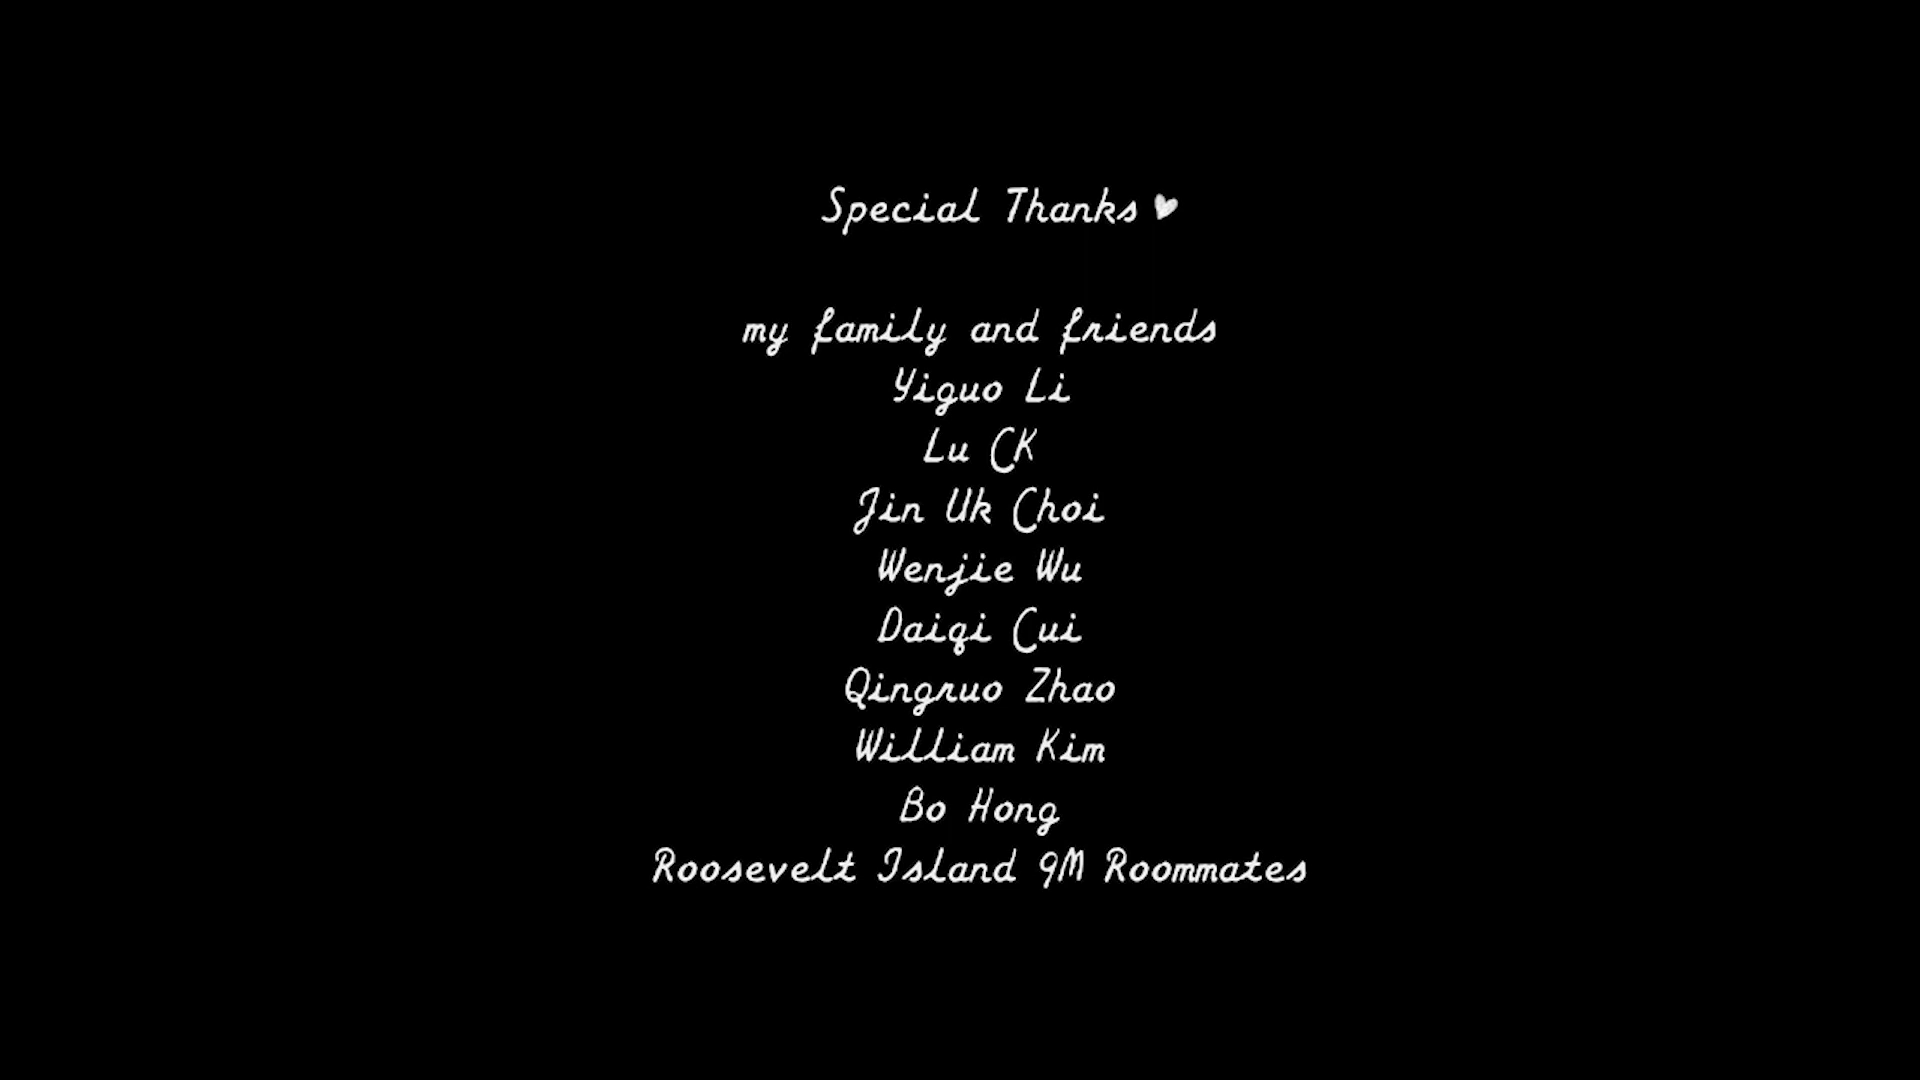 Special Thanks ♥
my family and friends
Yiguo Li
Lu CK
Jin Uk Choi
Wenjie Wu
Daiqi Cui
Qingruo Zhao
William Kim
Bo Hong
Roosevelt Island 9M Roommates